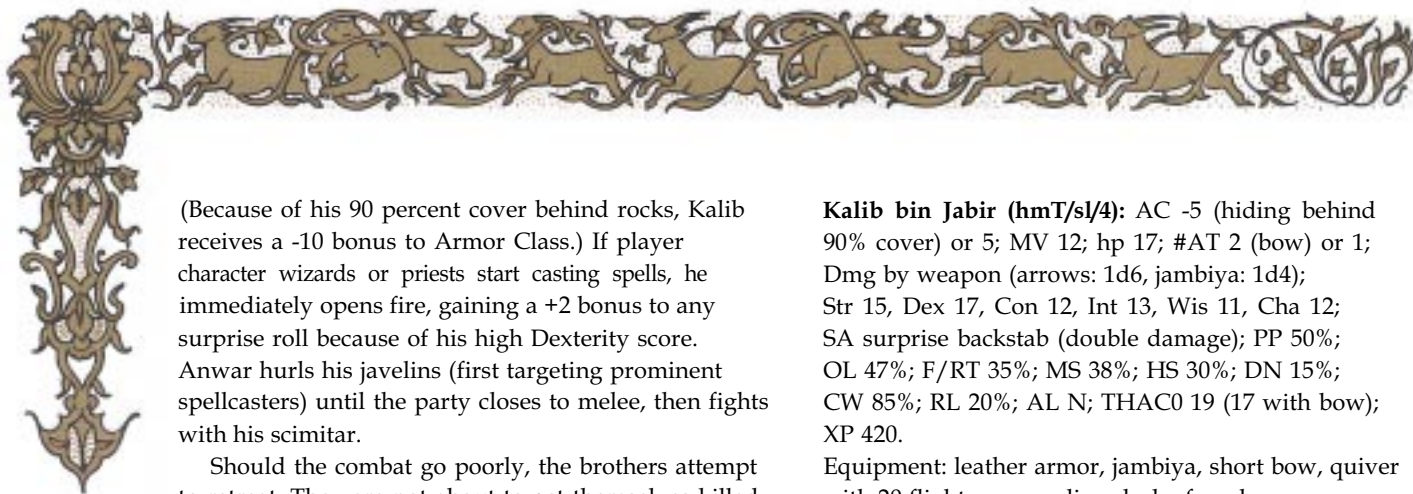 (Because of his 90 percent cover behind rocks, Kalib
receives a -10 bonus to Armor Class.) If player
character wizards or priests start casting spells, he
immediately opens fire, gaining a +2 bonus to any
surprise roll because of his high Dexterity score.
Anwar hurls his javelins (first targeting prominent
spellcasters) until the party closes to melee, then fights
with his scimitar.
Should the combat go poorly, the brothers attempt
Kalib bin Jabir (hmT/sl/4): AC -5 (hiding behind
90% cover) or 5; MV 12; hp 17; #AT 2 (bow) or 1;
Dmg by weapon (arrows: 1d6, jambiya: 1d4);
Str 15, Dex 17, Con 12, Int 13, Wis 11, Cha 12;
SA surprise backstab (double damage); PP 50%;
OL 47%; F/RT 35%; MS 38%; HS 30%; DN 15%;
CW 85%; RL 20%; AL N; THAC0 19 (17 with bow);
XP 420.
Equipment: leather armor, jambiya, short bow, quiver